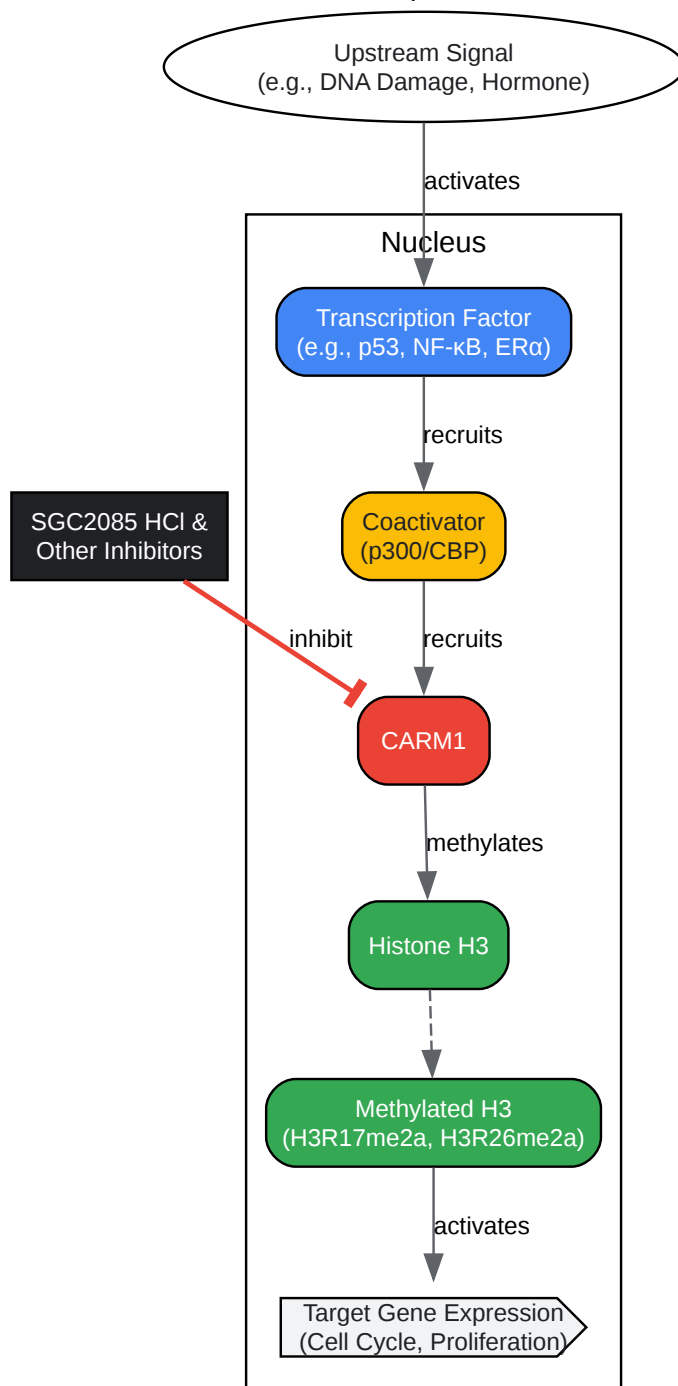 Upstream Signal
(e.g., DNA Damage, Hormone)
activates
Nucleus
Transcription Factor
(e.g., p53, NF-κB, ERα)
recruits
SGC2085 HCl &
Other Inhibitors
Coactivator
(p300/CBP)
inhibit
recruits
CARM1
methylates
Histone H3
Methylated H3
(H3R17me2a, H3R26me2a)
activates
Target Gene Expression
(Cell Cycle, Proliferation)